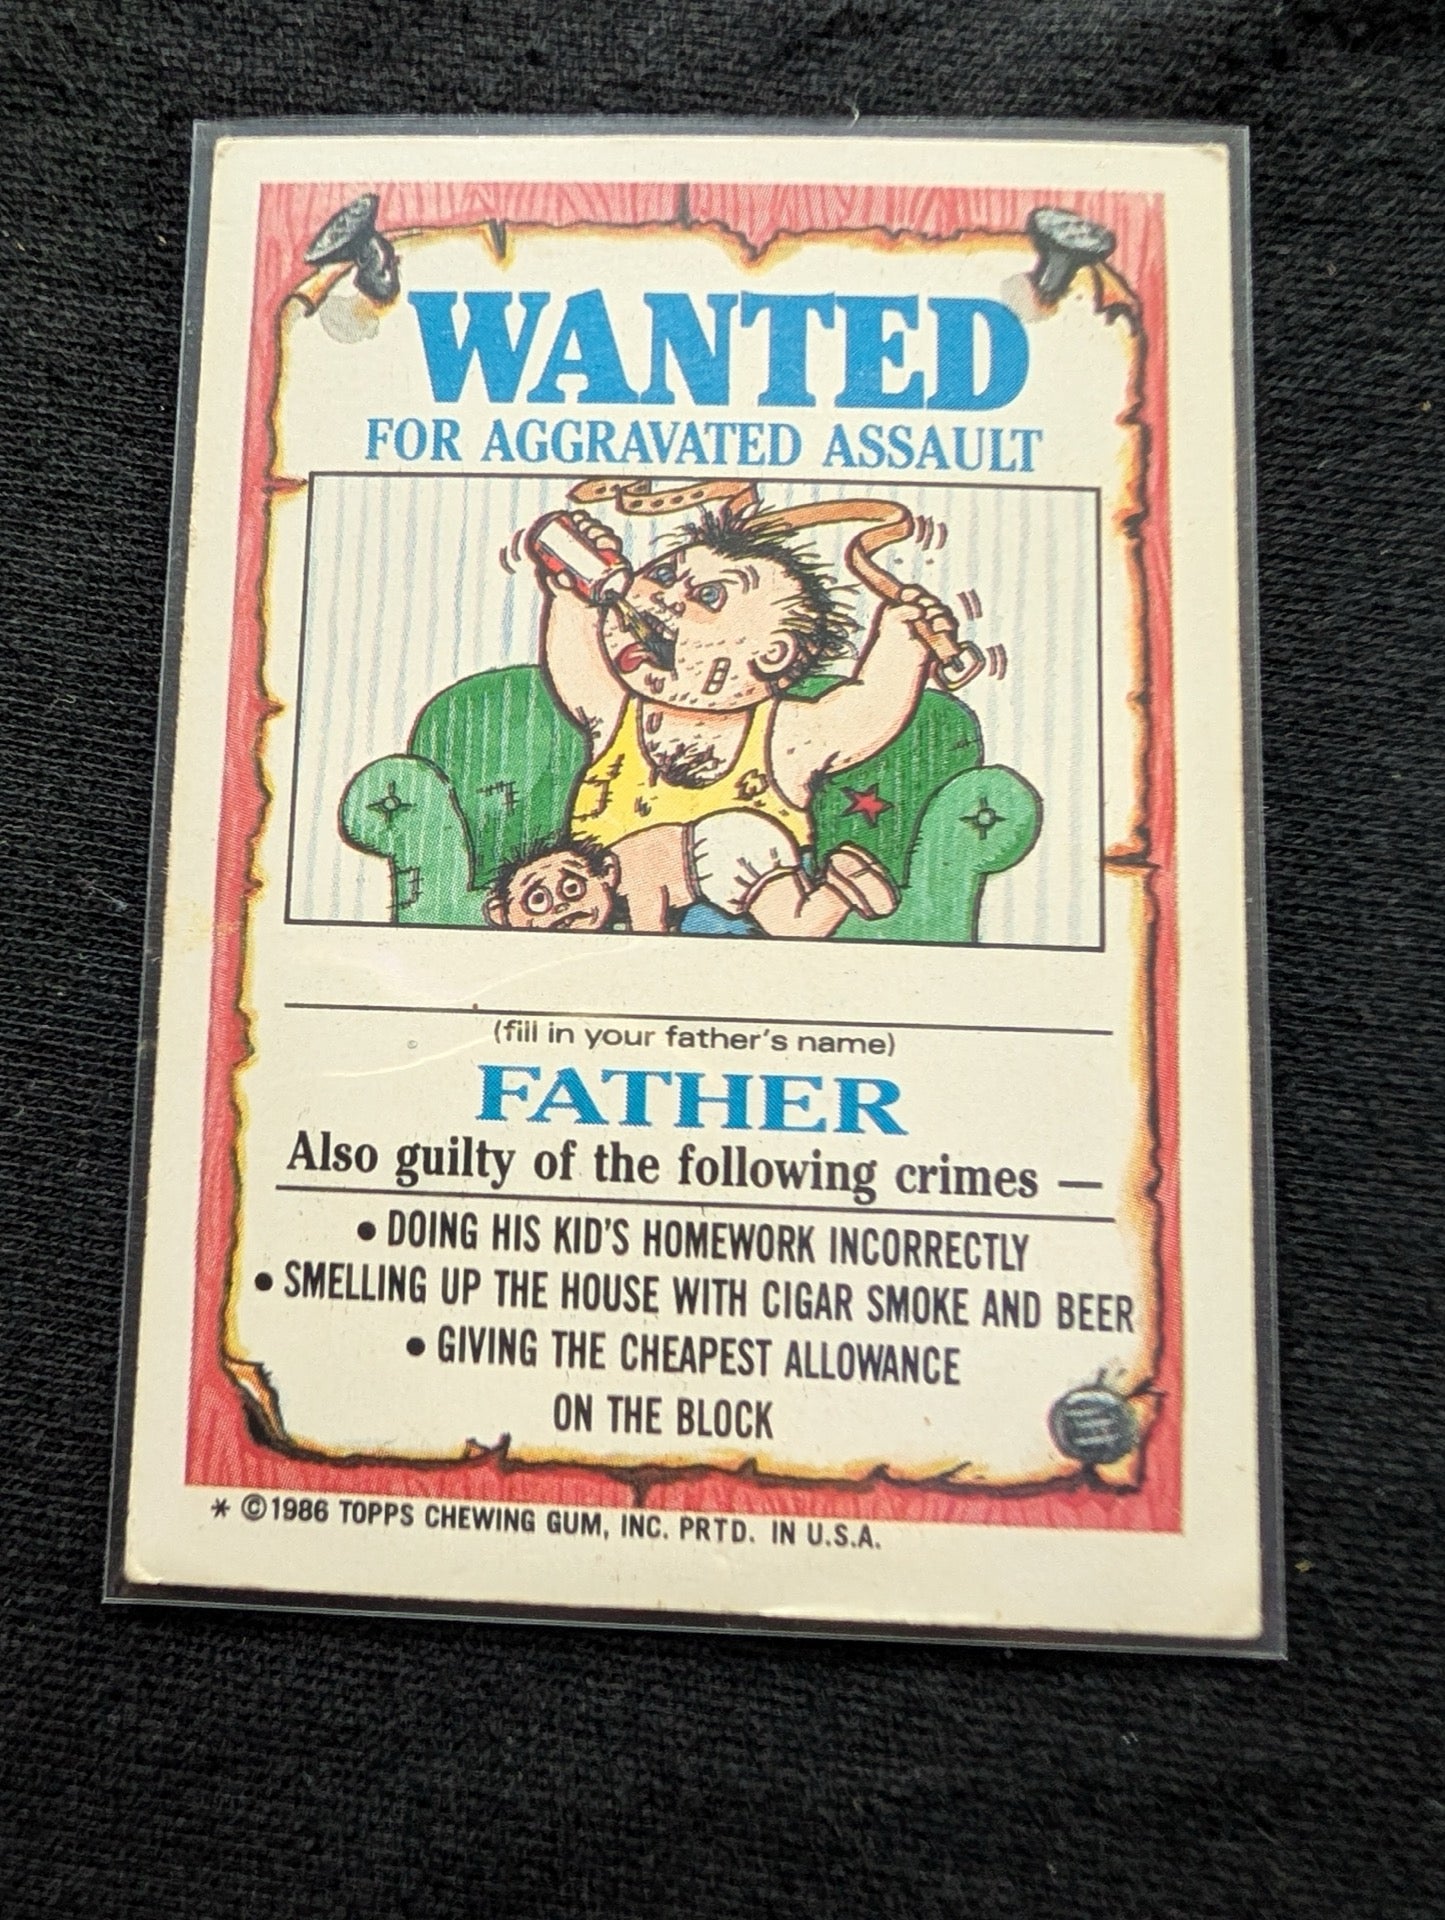 WANTED
FOR AGGRAVATED ASSAULT
(fill in your father's name)
FATHER
Also guilty of the following crimes —
• DOING HIS KID'S HOMEWORK INCORRECTLY
• SMELLING UP THE HOUSE WITH CIGAR SMOKE AND BEER
• GIVING THE CHEAPEST ALLOWANCE
ON THE BLOCK
* ©1986 TOPPS CHEWING GUM, INC. PRTD. IN U.S.A.